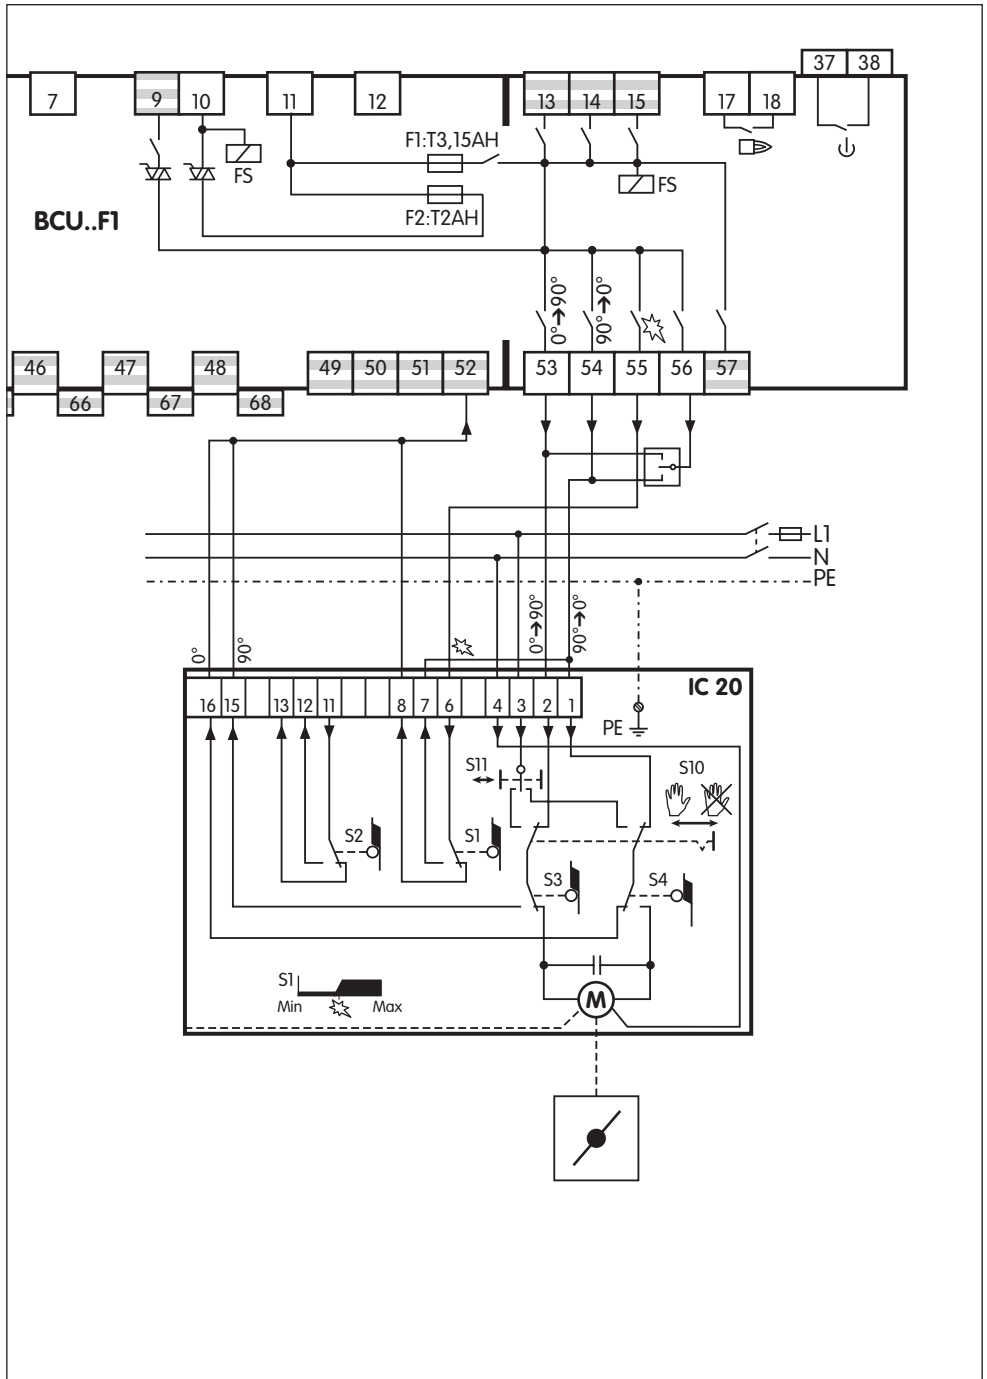 37 38
7 9 10 11 12 13 14 15 17 18
F1:T3,15AH
FS
FS
F2:T2AH
BCU..F1
0°➔90°
90°➔0°
46 47 48 49 50 51 52 53 54 55 56 57
66 67 68
L1
N
PE
0°
90°
0°➔90°
90°➔0°
IC 20
16 15 13 12 11 8 7 6 4 3 2 1
PE
S11
S10
S2
S1
S3
S4
S1
Min
Max
M